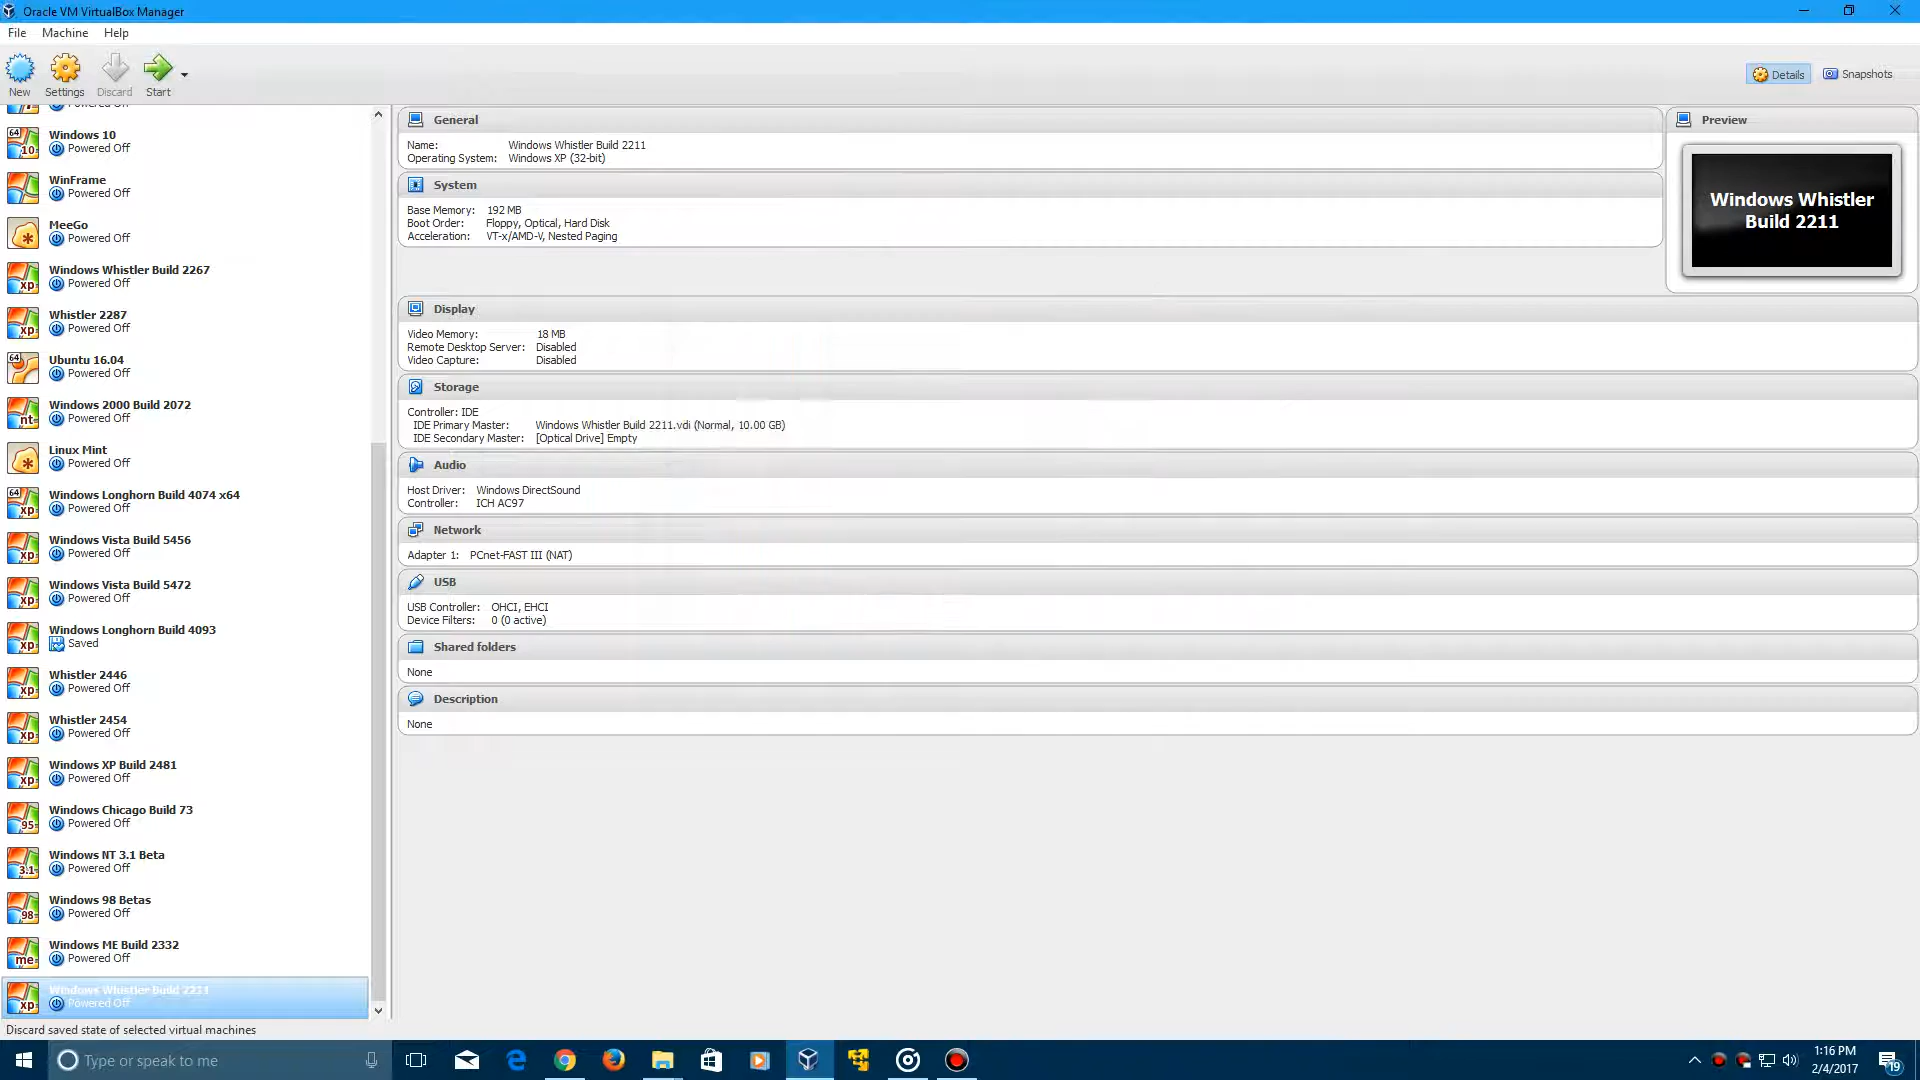 Oracle VM VirtualBox Manager
File Machine Help
New Settings Discard Start
Details Snapshots
Powered Off
Windows 10
Powered Off
WinFrame
Powered Off
MeeGo
Powered Off
Windows Whistler Build 2267
Powered Off
Whistler 2287
Powered Off
Ubuntu 16.04
Powered Off
Windows 2000 Build 2072
Powered Off
Linux Mint
Powered Off
Windows Longhorn Build 4074 x64
Powered Off
Windows Vista Build 5456
Powered Off
Windows Vista Build 5472
Powered Off
Windows Longhorn Build 4093
Saved
Whistler 2446
Powered Off
Whistler 2454
Powered Off
Windows XP Build 2481
Powered Off
Windows Chicago Build 73
Powered Off
Windows NT 3.1 Beta
Powered Off
Windows 98 Betas
Powered Off
Windows ME Build 2332
Powered Off
Windows Whistler Build 2211
Powered Off
General
Name: Windows Whistler Build 2211
Operating System: Windows XP (32-bit)
System
Base Memory: 192 MB
Boot Order: Floppy, Optical, Hard Disk
Acceleration: VT-x/AMD-V, Nested Paging
Preview
Windows Whistler
Build 2211
Display
Video Memory: 18 MB
Remote Desktop Server: Disabled
Video Capture: Disabled
Storage
Controller: IDE
IDE Primary Master: Windows Whistler Build 2211.vdi (Normal, 10.00 GB)
IDE Secondary Master: [Optical Drive] Empty
Audio
Host Driver: Windows DirectSound
Controller: ICH AC97
Network
Adapter 1: PCnet-FAST III (NAT)
USB
USB Controller: OHCI, EHCI
Device Filters: 0 (0 active)
Shared folders
None
Description
None
Discard saved state of selected virtual machines
Type or speak to me
1:16 PM
2/4/2017
19